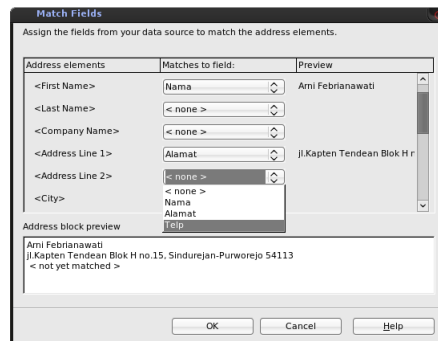 Match Fields
Assign the fields from your data source to match the address elements.
Address elements Matches to field: Preview
<First Name> Nama Arni Febrianawati
<Last Name> < none >
<Company Name> < none >
<Address Line 1> Alamat jl.Kapten Tendean Blok H r
<Address Line 2> < none >
< none >
Nama
<City> Alamat
Telp
Address block preview
Arni Febrianawati
jl.Kapten Tendean Blok H no.15, Sindurejan-Purworejo 54113
< not yet matched >
OK Cancel Help